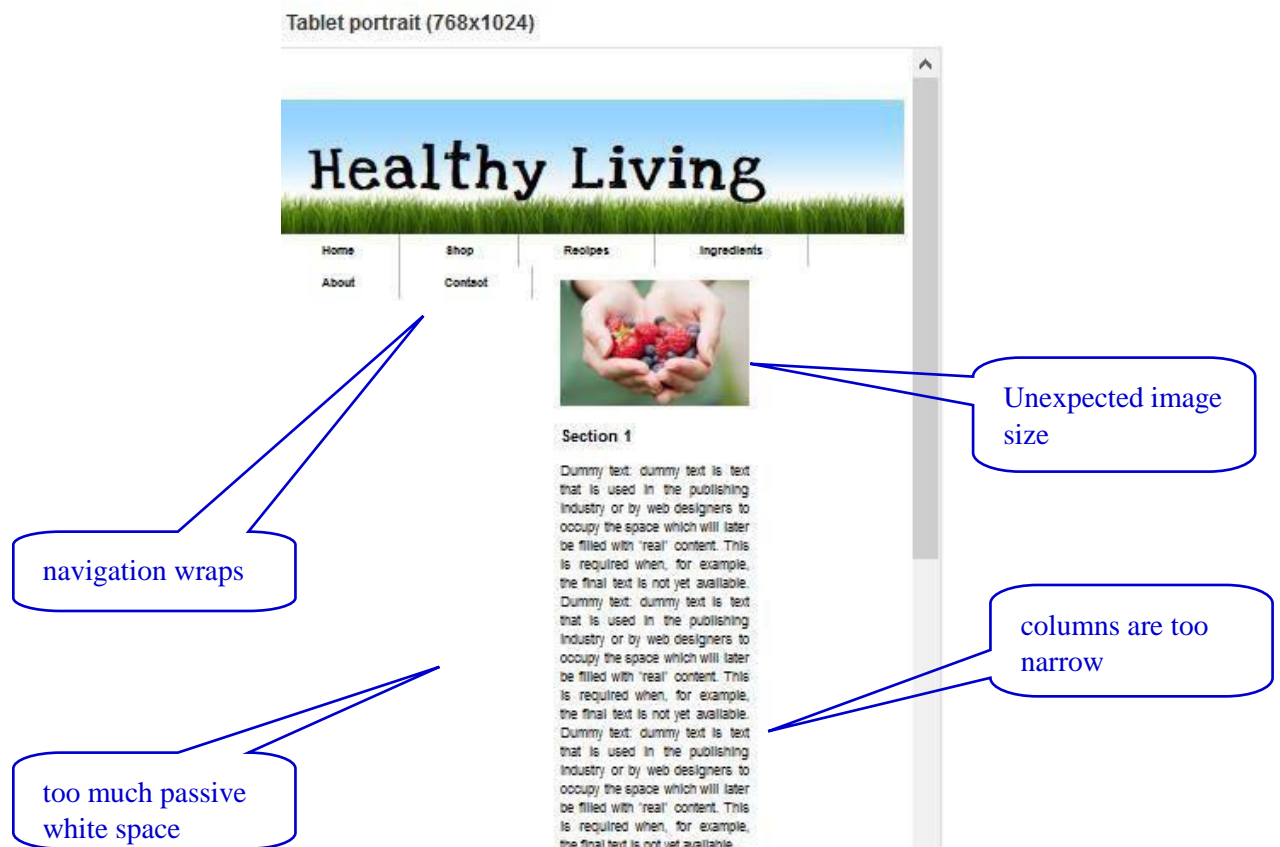 Tablet portrait (768x1024)
Healthy Living
Home Shop Recipes Ingredients
About Contact
Unexpected image
size
Section 1
Dummy text: dummy text is text
that is used in the publishing
industry or by web designers to
occupy the space which will later
be filled with 'real' content. This
is required when, for example,
the final text is not yet available.
Dummy text: dummy text is text
that is used in the publishing
industry or by web designers to
occupy the space which will later
be filled with 'real' content. This
is required when, for example,
the final text is not yet available.
Dummy text: dummy text is text
that is used in the publishing
industry or by web designers to
occupy the space which will later
be filled with 'real' content. This
is required when, for example,
the final text is not yet available.
navigation wraps
columns are too
narrow
too much passive
white space